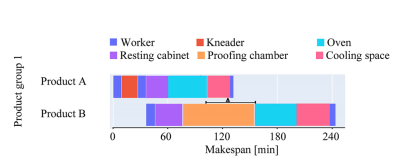 Worker Kneader Oven
Resting cabinet Proofing chamber Cooling space
Product group 1
Product A
Product B
0 60 120 180 240
Makespan [min]